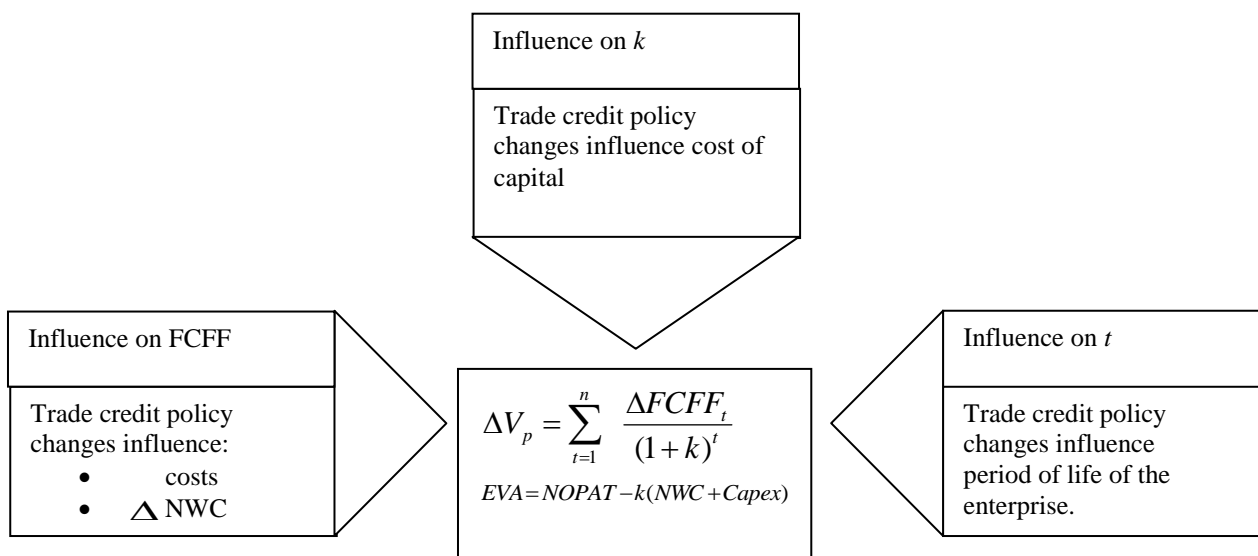 Influence on k
Trade credit policy
changes influence cost of
capital
Influence on FCFF
Trade credit policy
changes influence:
• costs
• Δ NWC
ΔV_p = \sum_{t=1}^{n} \frac{ΔFCFF_t}{(1+k)^t}
EVA = NOPAT − k(NWC + Capex)
Influence on t
Trade credit policy
changes influence
period of life of the
enterprise.